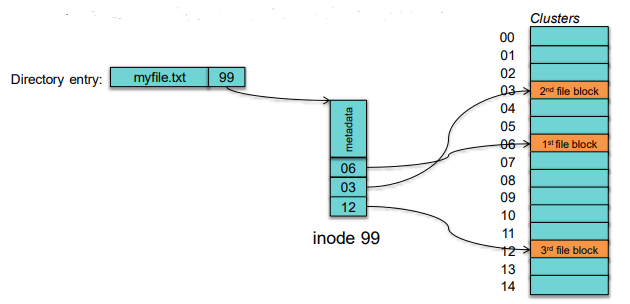 Clusters
Directory entry: myfile.txt 99
metadata
06
03
12
inode 99
00
01
02
03 2nd file block
04
05
06 1st file block
07
08
09
10
11
12 3rd file block
13
14